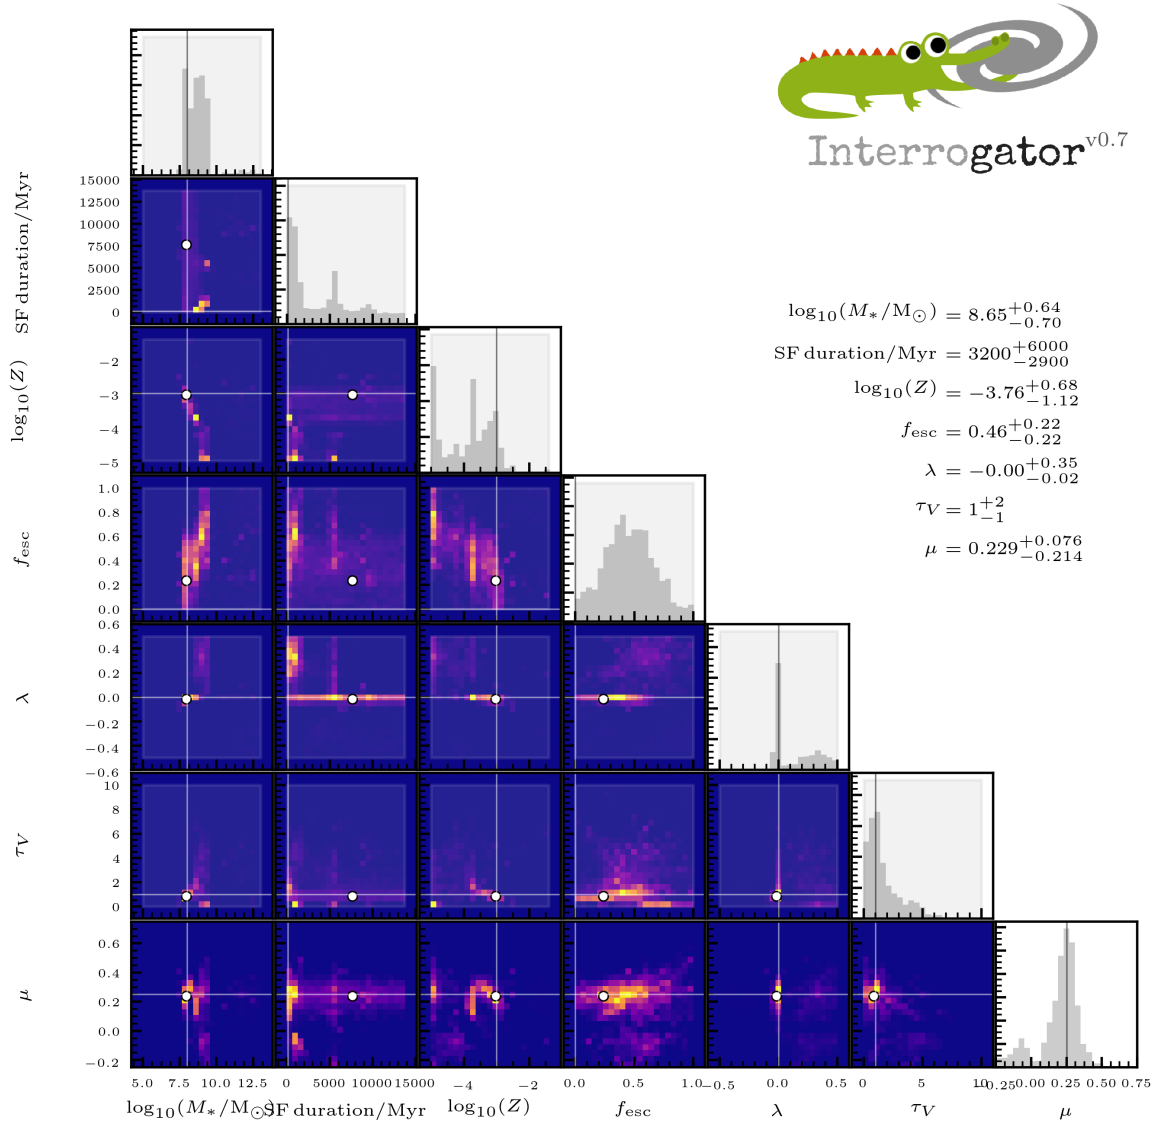 Interrogator v0.7
log₁₀(M*/M⊙) = 8.65 +0.64 −0.70
SF duration/Myr = 3200 +6000 −2900
log₁₀(Z) = −3.76 +0.68 −1.12
fesc = 0.46 +0.22 −0.22
λ = −0.00 +0.35 −0.02
τV = 1 +2 −1
μ = 0.229 +0.076 −0.214
SF duration/Myr
15000
12500
10000
7500
5000
2500
0
log₁₀(Z)
−2
−3
−4
−5
fesc
1.0
0.8
0.6
0.4
0.2
0.0
λ
0.6
0.4
0.2
0.0
−0.2
−0.4
−0.6
τV
10
8
6
4
2
0
μ
0.6
0.4
0.2
0.0
−0.2
5.0 7.5 10.0 12.5 0 5000 10000 15000 −4 −2 0.0 0.5 1.0 −0.5 0.0 0.5 0 5 10 −0.25 0.00 0.25 0.50 0.75
log₁₀(M*/M⊙) SF duration/Myr log₁₀(Z) fesc λ τV μ